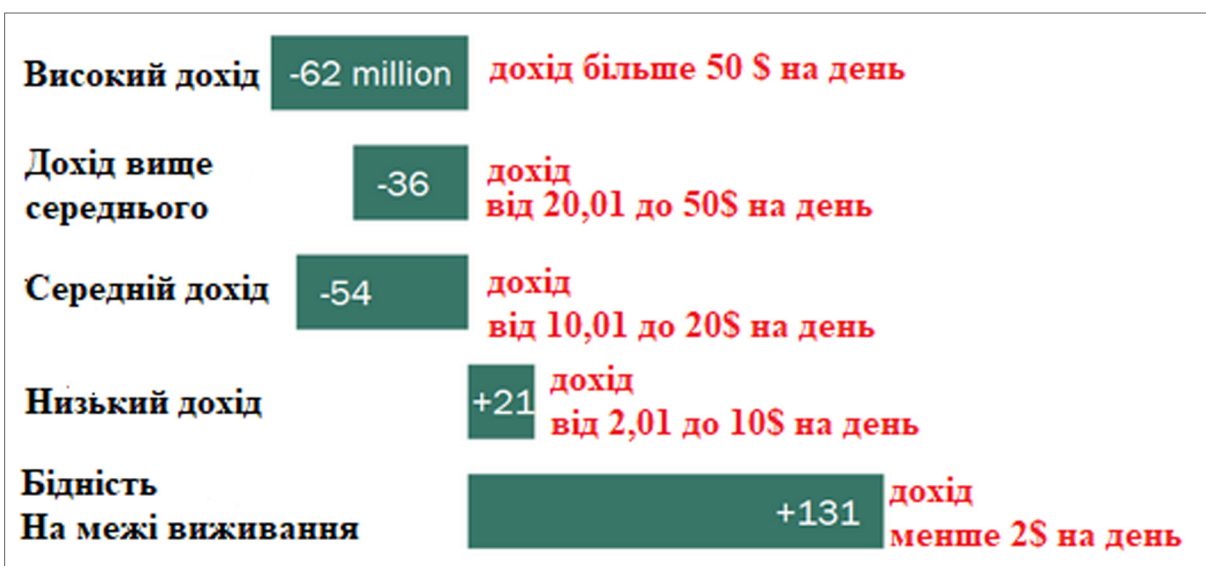 Високий дохід -62 million дохід більше 50 $ на день
Дохід вище
середнього
-36
дохід
від 20,01 до 50$ на день
Середній дохід -54
дохід
від 10,01 до 20$ на день
Низький дохід +21
дохід
від 2,01 до 10$ на день
Бідність
На межі виживання
+131
дохід
менше 2$ на день